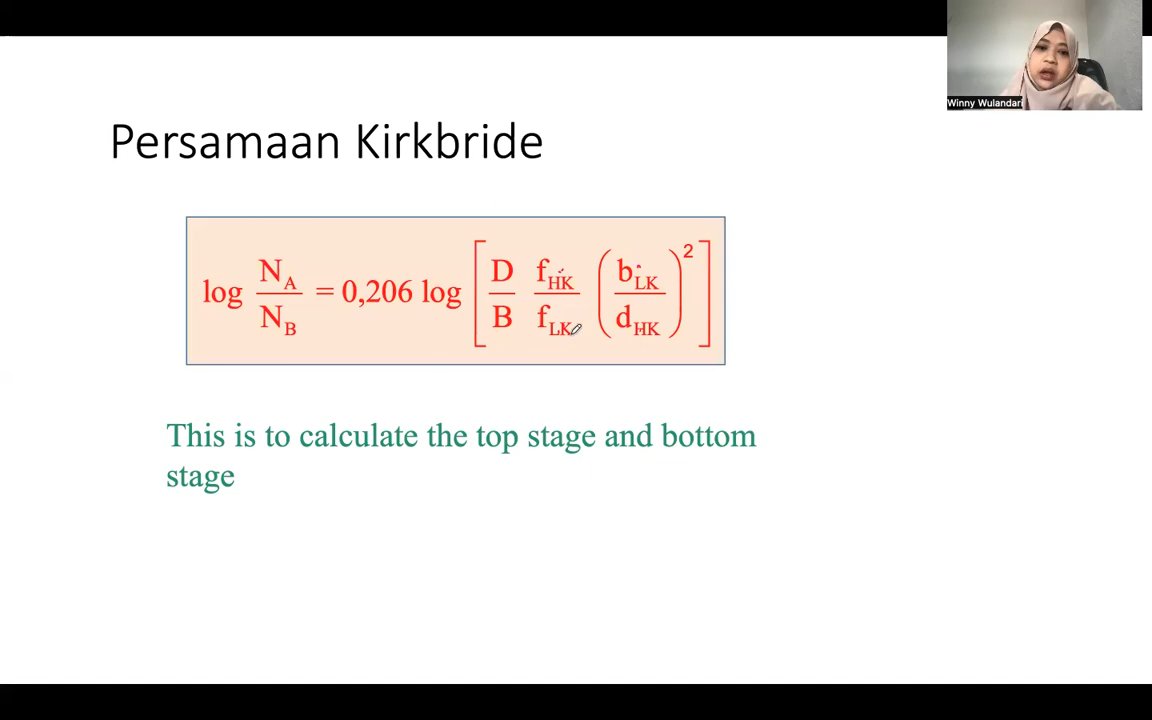 Winny Wulandari
Persamaan Kirkbride
log N_A / N_B = 0,206 log [ D / B f_HK / f_LK ( b_LK / d_HK )^2 ]
This is to calculate the top stage and bottom
stage